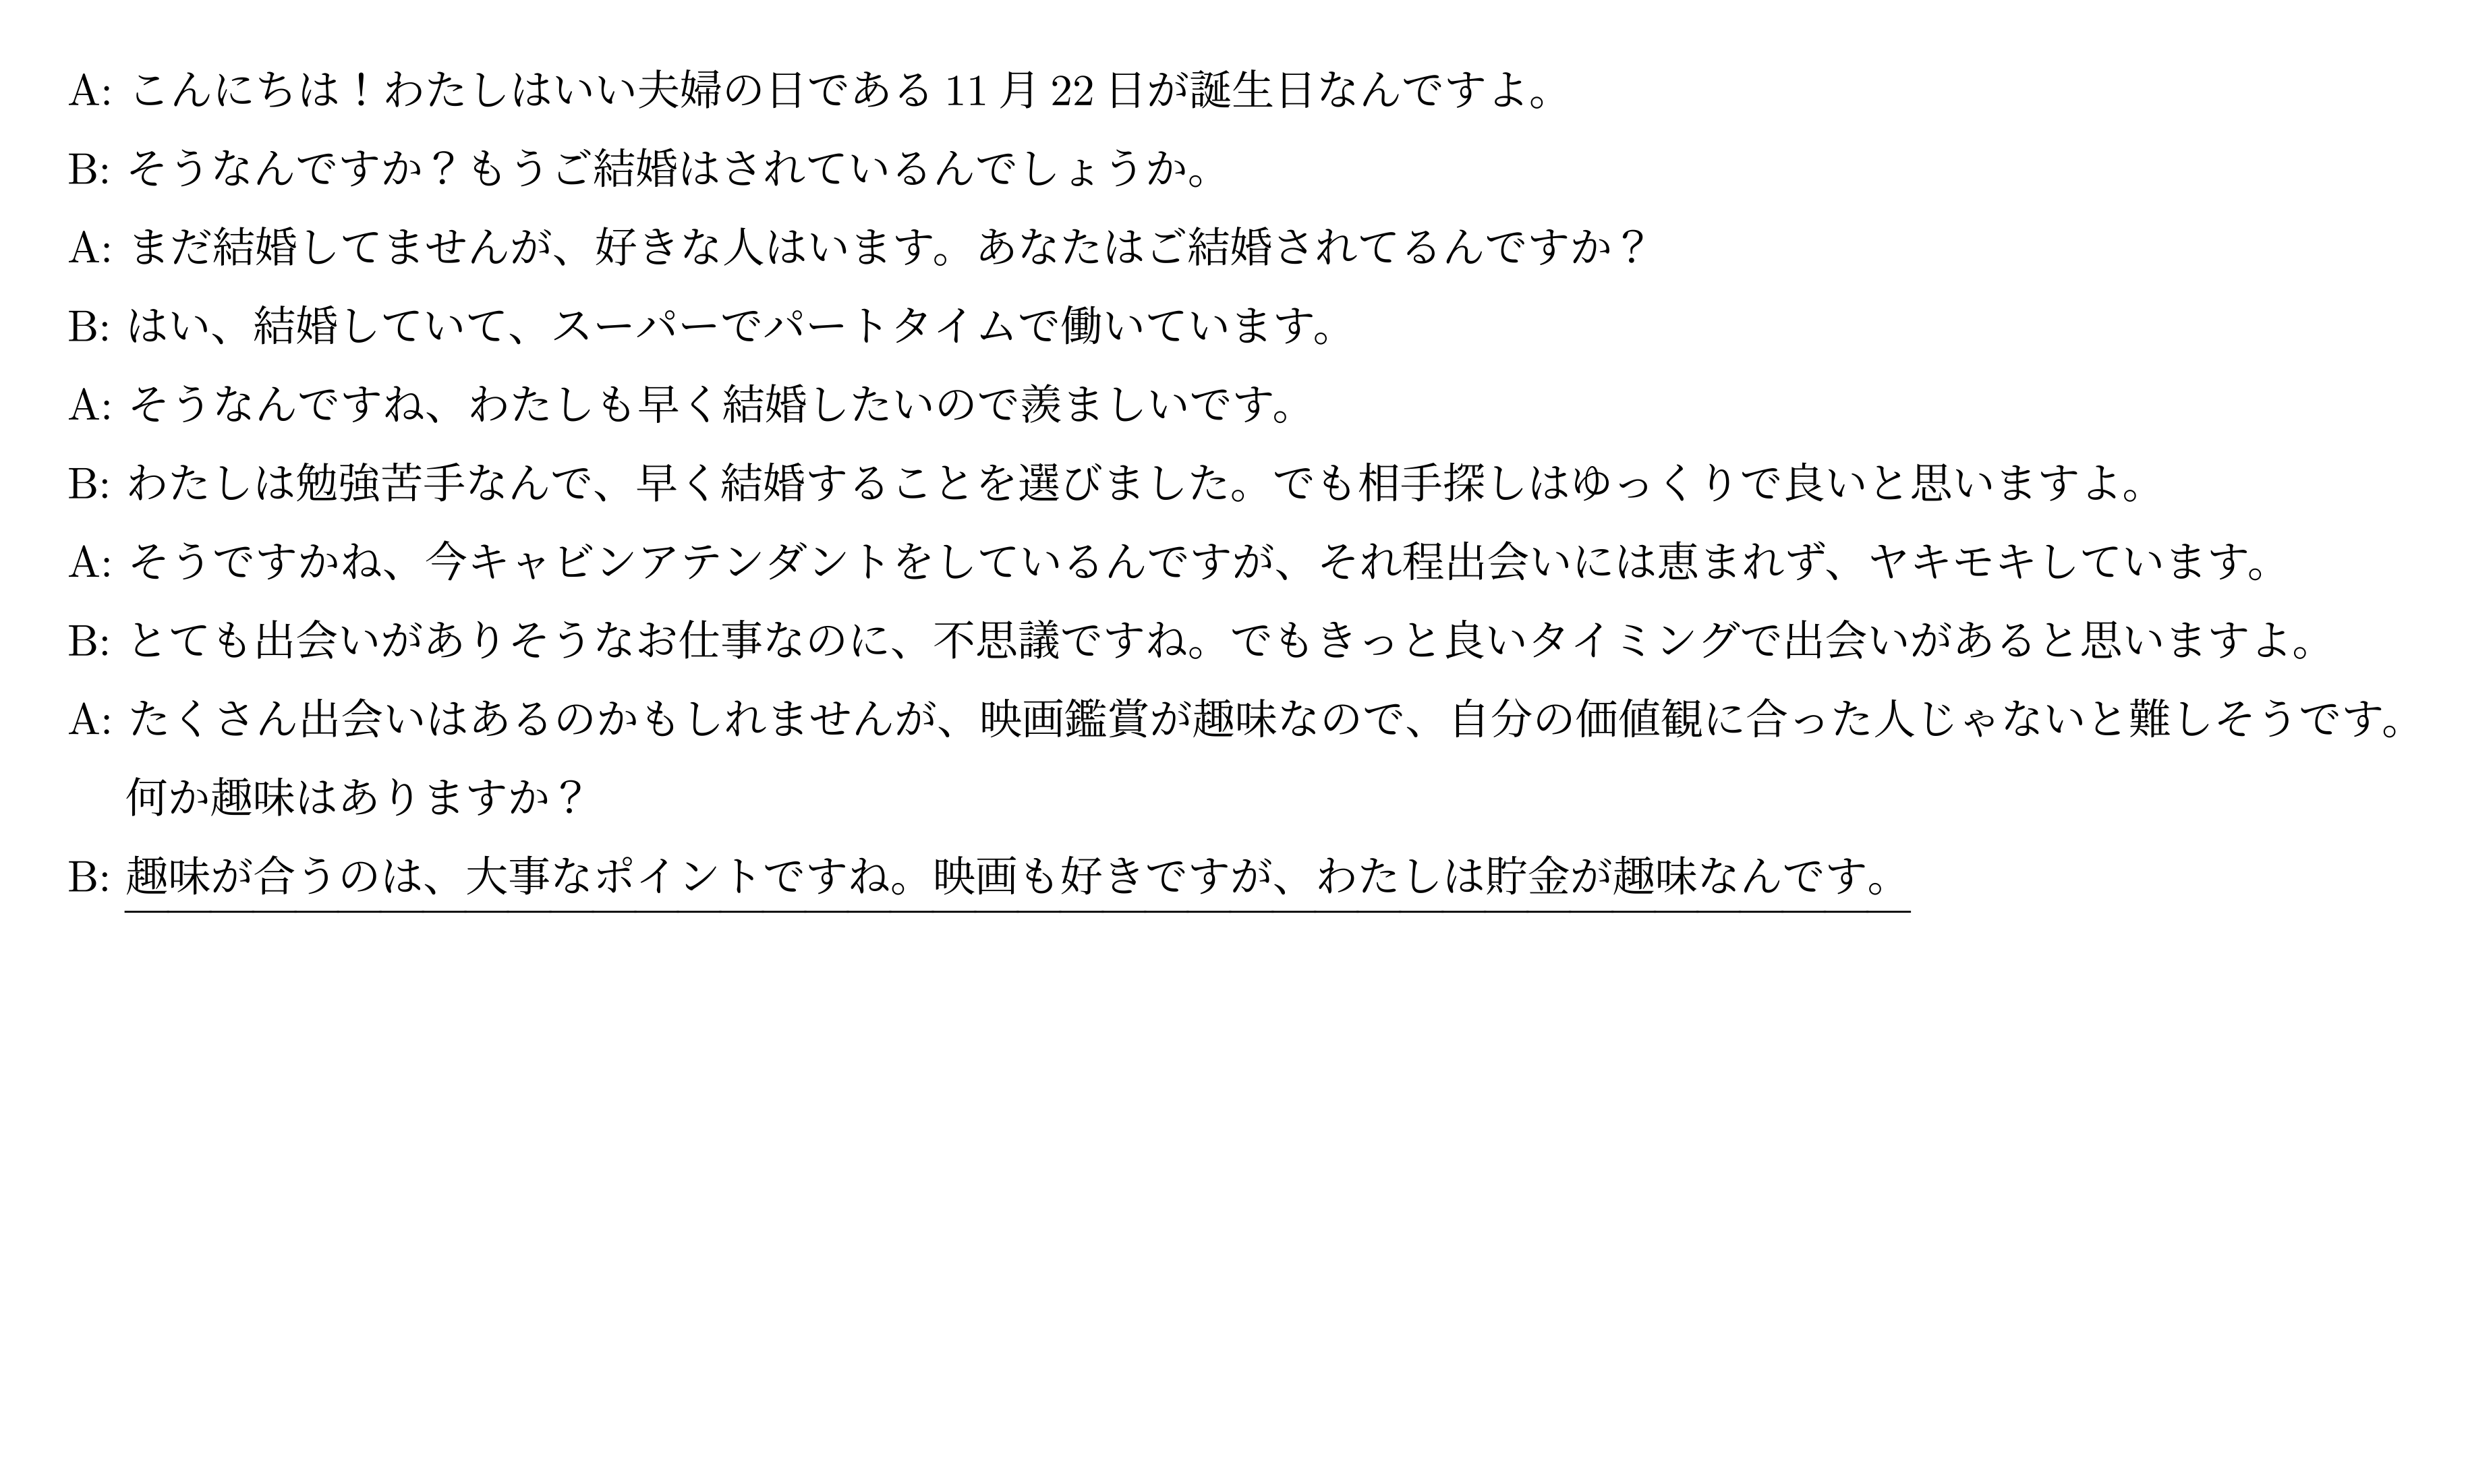 A: こんにちは！わたしはいい夫婦の日である 11 月 22 日が誕生日なんですよ。
B: そうなんですか？もうご結婚はされているんでしょうか。
A: まだ結婚してませんが、好きな人はいます。あなたはご結婚されてるんですか？
B: はい、結婚していて、スーパーでパートタイムで働いています。
A: そうなんですね、わたしも早く結婚したいので羨ましいです。
B: わたしは勉強苦手なんで、早く結婚することを選びました。でも相手探しはゆっくりで良いと思いますよ。
A: そうですかね、今キャビンアテンダントをしているんですが、それ程出会いには恵まれず、ヤキモキしています。
B: とても出会いがありそうなお仕事なのに、不思議ですね。でもきっと良いタイミングで出会いがあると思いますよ。
A: たくさん出会いはあるのかもしれませんが、映画鑑賞が趣味なので、自分の価値観に合った人じゃないと難しそうです。
何か趣味はありますか？
B: 趣味が合うのは、大事なポイントですね。映画も好きですが、わたしは貯金が趣味なんです。